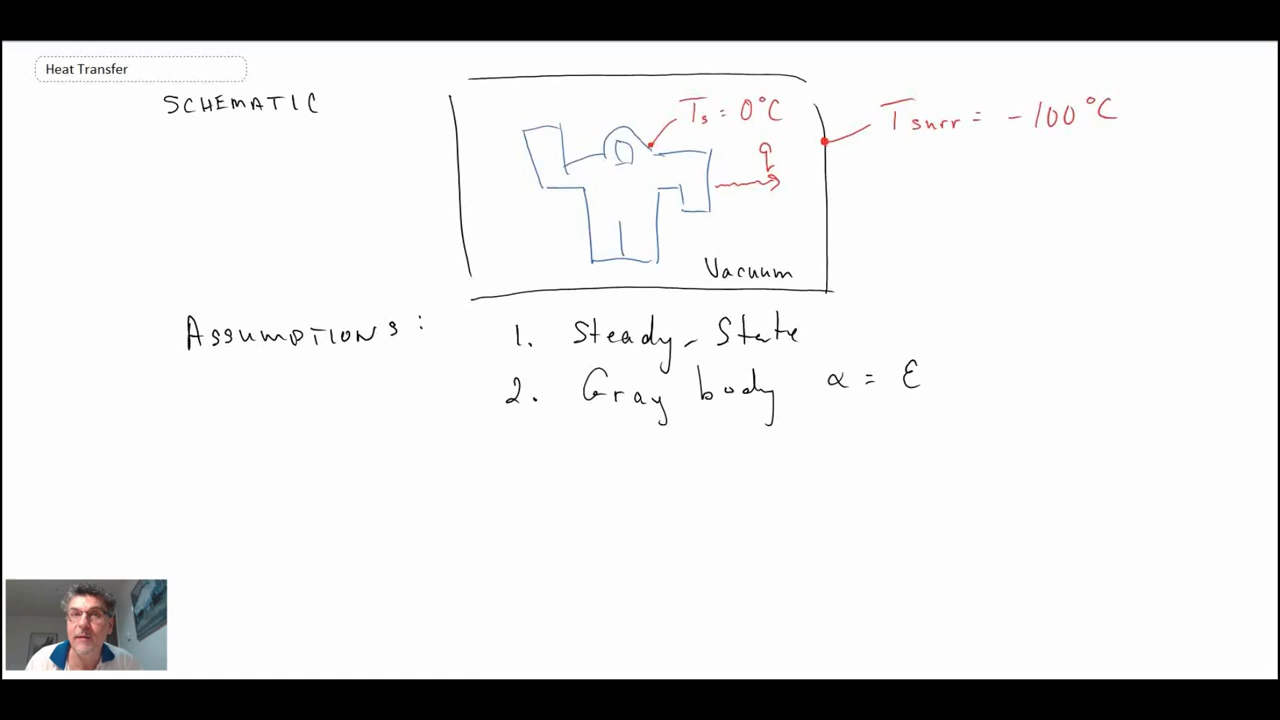 Heat Transfer
SCHEMATIC
Ts = 0°C
Tsurr = -100°C
q
Vacuum
ASSUMPTIONS:
1. Steady-State
2. Gray body α = ε